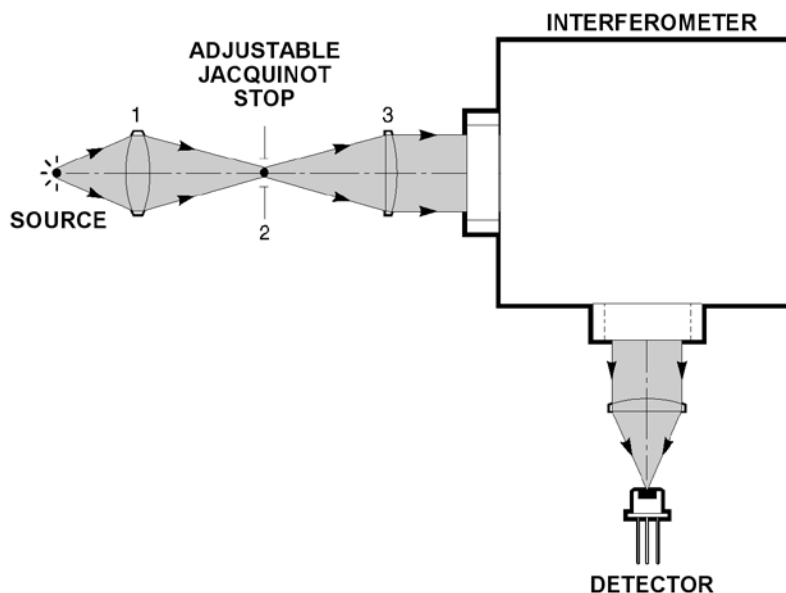 INTERFEROMETER
ADJUSTABLE
JACQUINOT
STOP
1
3
SOURCE
2
DETECTOR